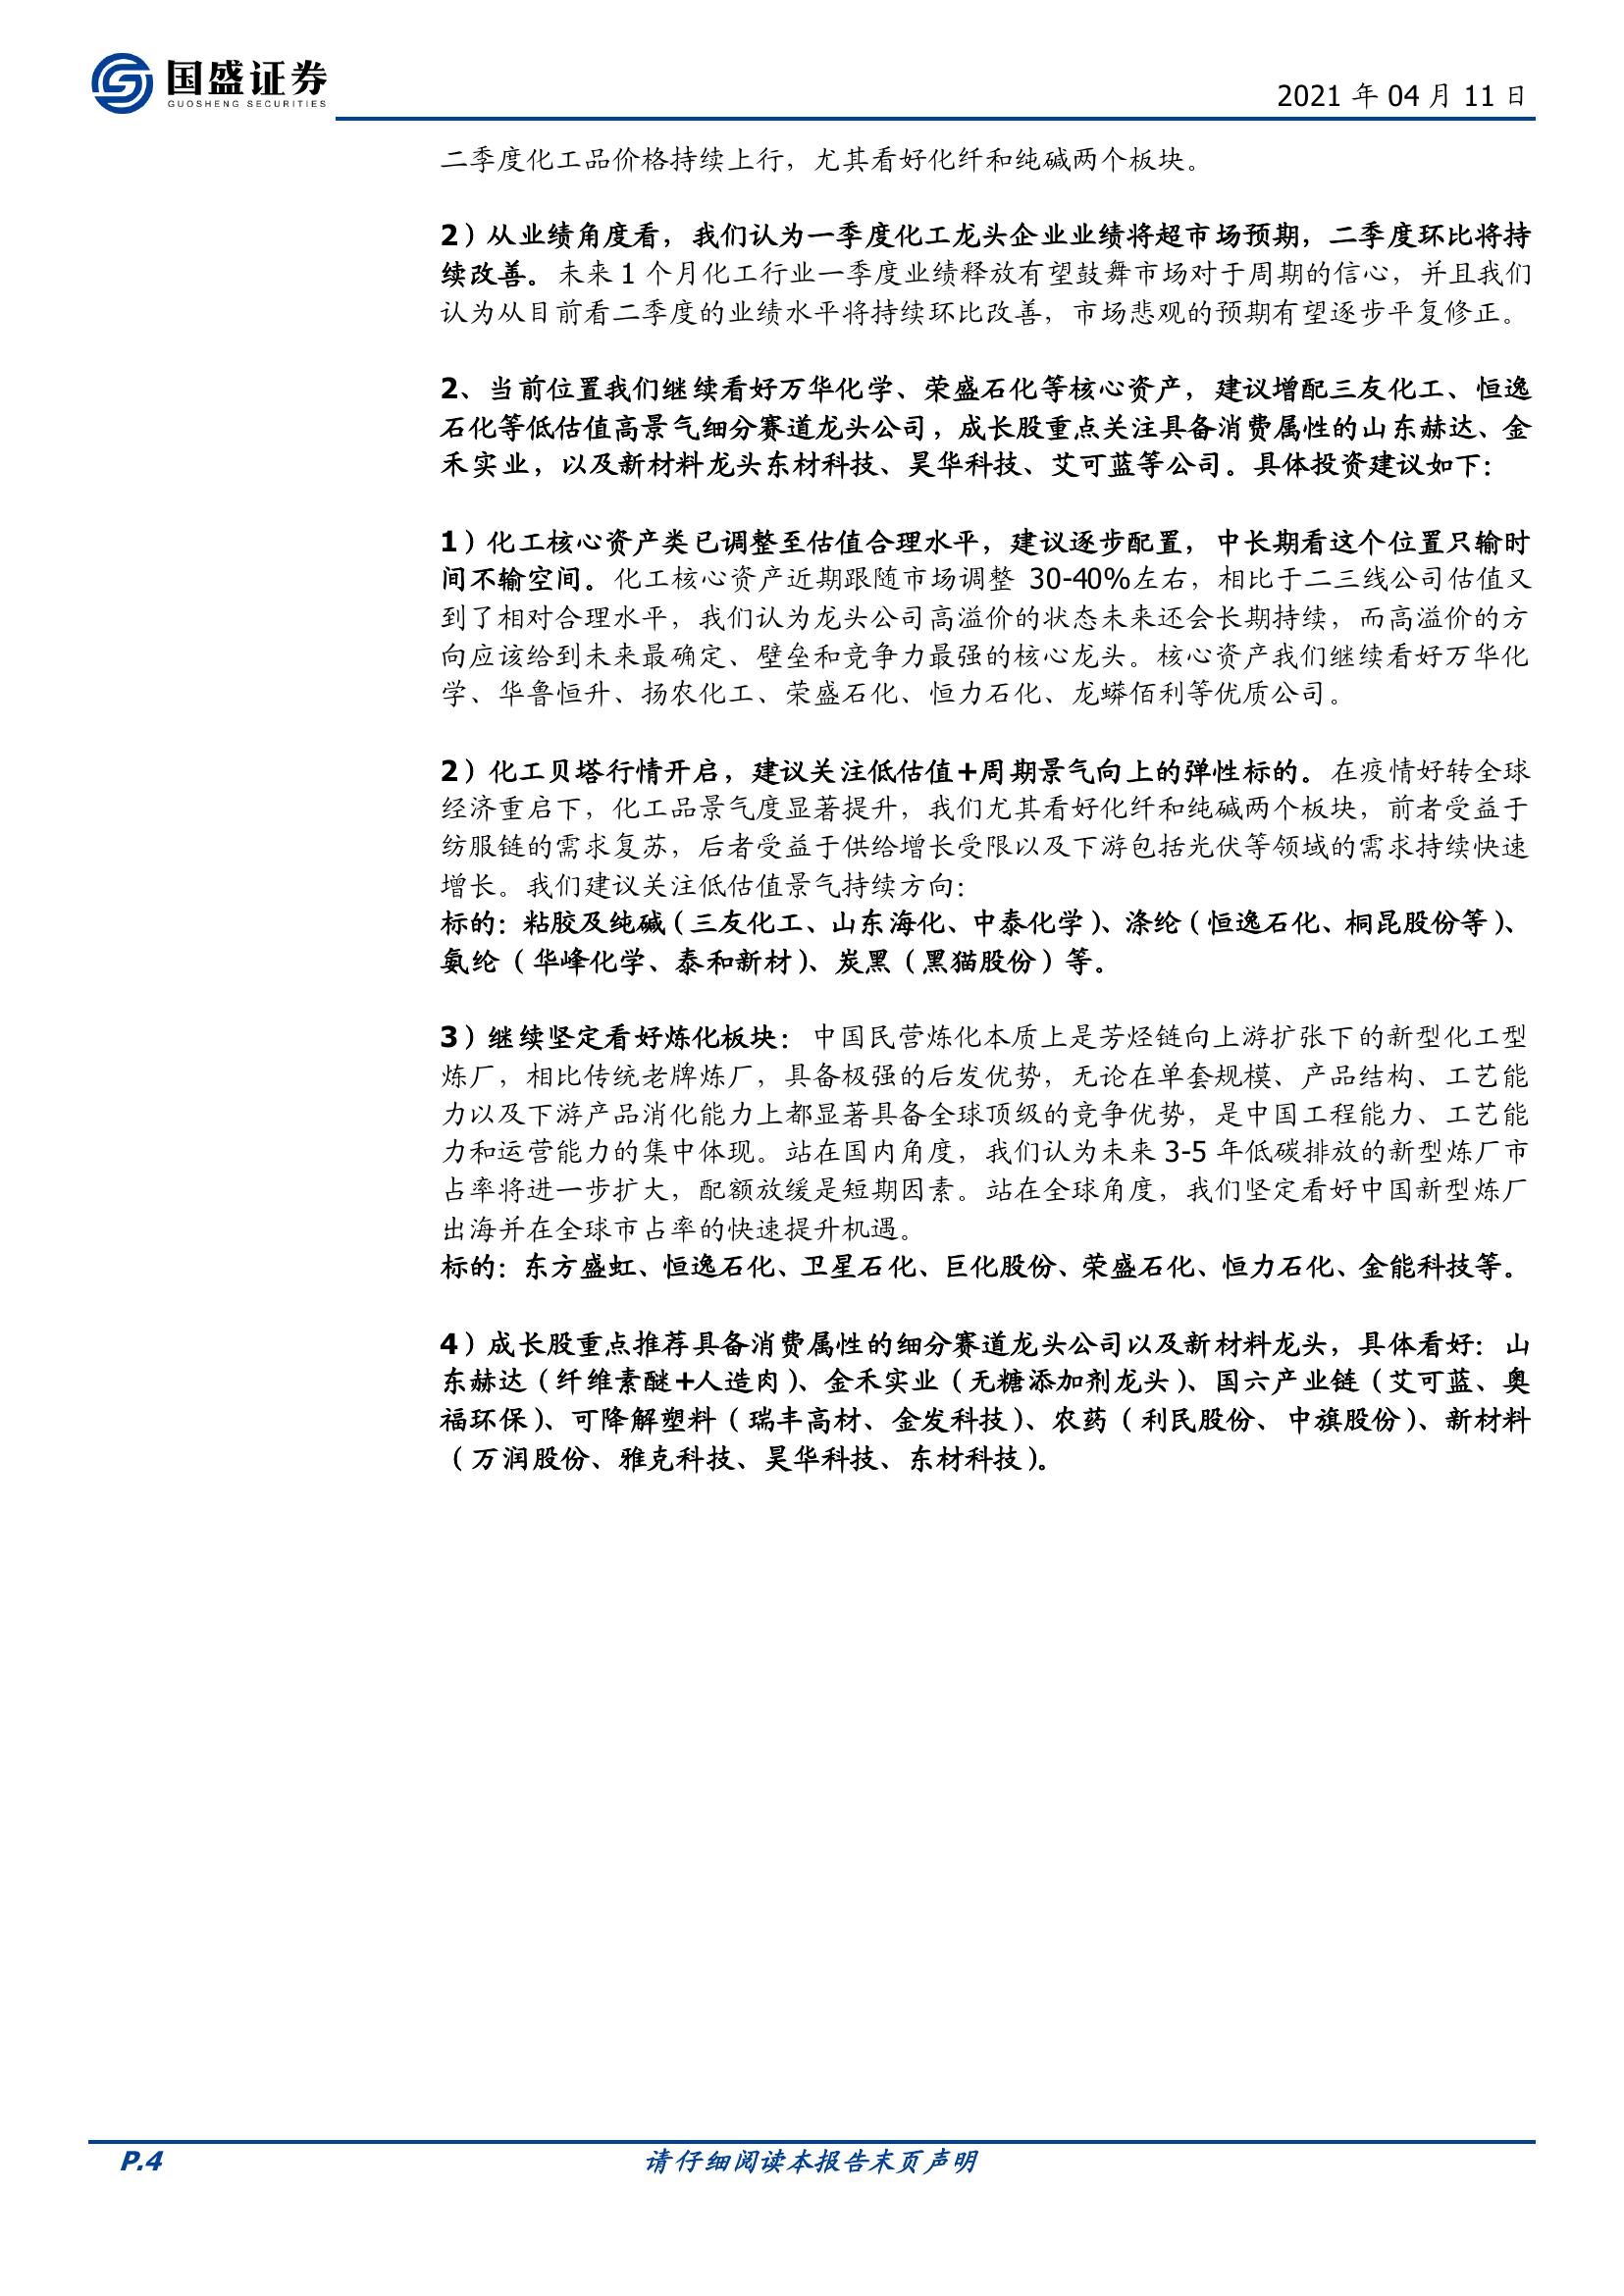 国盛证券
GUOSHENG SECURITIES
2021 年 04 月 11 日
二季度化工品价格持续上行，尤其看好化纤和纯碱两个板块。
2）从业绩角度看，我们认为一季度化工龙头企业业绩将超市场预期，二季度环比将持
续改善。未来 1 个月化工行业一季度业绩释放有望鼓舞市场对于周期的信心，并且我们
认为从目前看二季度的业绩水平将持续环比改善，市场悲观的预期有望逐步平复修正。
2、当前位置我们继续看好万华化学、荣盛石化等核心资产，建议增配三友化工、恒逸
石化等低估值高景气细分赛道龙头公司，成长股重点关注具备消费属性的山东赫达、金
禾实业，以及新材料龙头东材科技、昊华科技、艾可蓝等公司。具体投资建议如下：
1）化工核心资产类已调整至估值合理水平，建议逐步配置，中长期看这个位置只输时
间不输空间。化工核心资产近期跟随市场调整 30-40%左右，相比于二三线公司估值又
到了相对合理水平，我们认为龙头公司高溢价的状态未来还会长期持续，而高溢价的方
向应该给到未来最确定、壁垒和竞争力最强的核心龙头。核心资产我们继续看好万华化
学、华鲁恒升、扬农化工、荣盛石化、恒力石化、龙蟒佰利等优质公司。
2）化工贝塔行情开启，建议关注低估值+周期景气向上的弹性标的。在疫情好转全球
经济重启下，化工品景气度显著提升，我们尤其看好化纤和纯碱两个板块，前者受益于
纺服链的需求复苏，后者受益于供给增长受限以及下游包括光伏等领域的需求持续快速
增长。我们建议关注低估值景气持续方向：
标的：粘胶及纯碱（三友化工、山东海化、中泰化学）、涤纶（恒逸石化、桐昆股份等）、
氨纶（华峰化学、泰和新材）、炭黑（黑猫股份）等。
3）继续坚定看好炼化板块：中国民营炼化本质上是芳烃链向上游扩张下的新型化工型
炼厂，相比传统老牌炼厂，具备极强的后发优势，无论在单套规模、产品结构、工艺能
力以及下游产品消化能力上都显著具备全球顶级的竞争优势，是中国工程能力、工艺能
力和运营能力的集中体现。站在国内角度，我们认为未来 3-5 年低碳排放的新型炼厂市
占率将进一步扩大，配额放缓是短期因素。站在全球角度，我们坚定看好中国新型炼厂
出海并在全球市占率的快速提升机遇。
标的：东方盛虹、恒逸石化、卫星石化、巨化股份、荣盛石化、恒力石化、金能科技等。
4）成长股重点推荐具备消费属性的细分赛道龙头公司以及新材料龙头，具体看好：山
东赫达（纤维素醚+人造肉）、金禾实业（无糖添加剂龙头）、国六产业链（艾可蓝、奥
福环保）、可降解塑料（瑞丰高材、金发科技）、农药（利民股份、中旗股份）、新材料
（万润股份、雅克科技、昊华科技、东材科技）。
P.4
请仔细阅读本报告末页声明